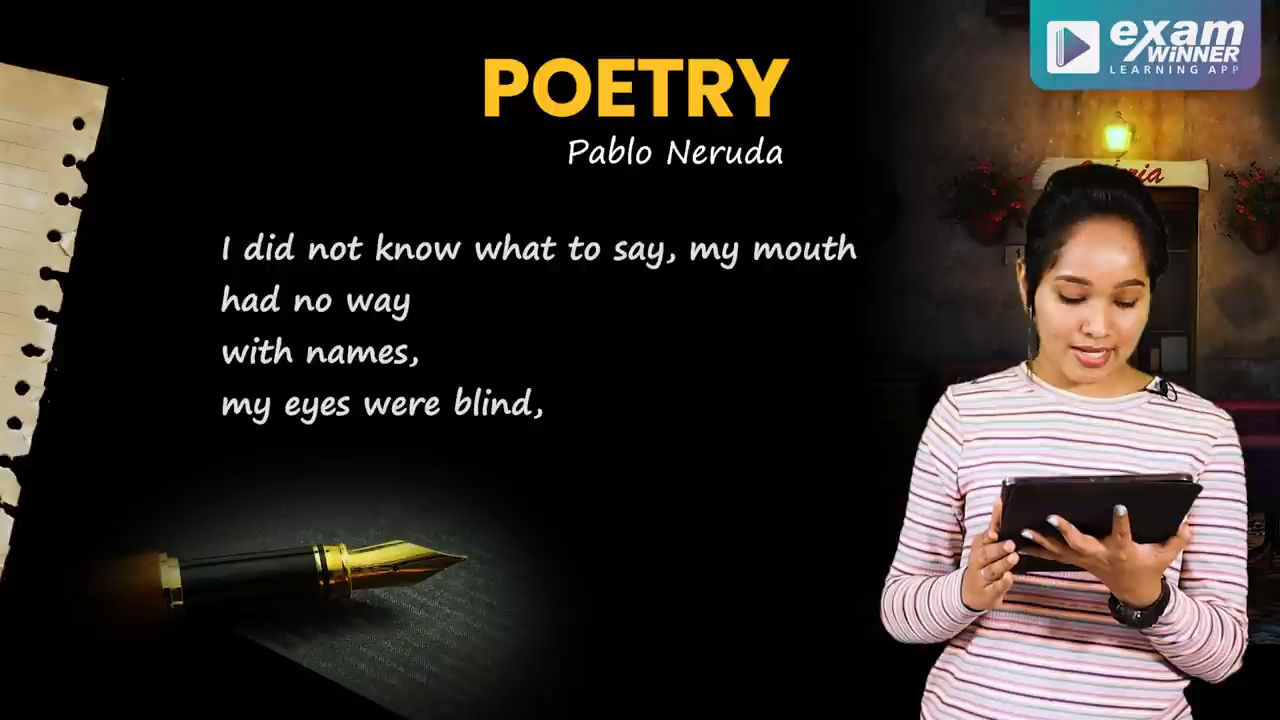 exam
WiNNER
LEARNING APP
POETRY
Pablo Neruda
I did not know what to say, my mouth
had no way
with names,
my eyes were blind,